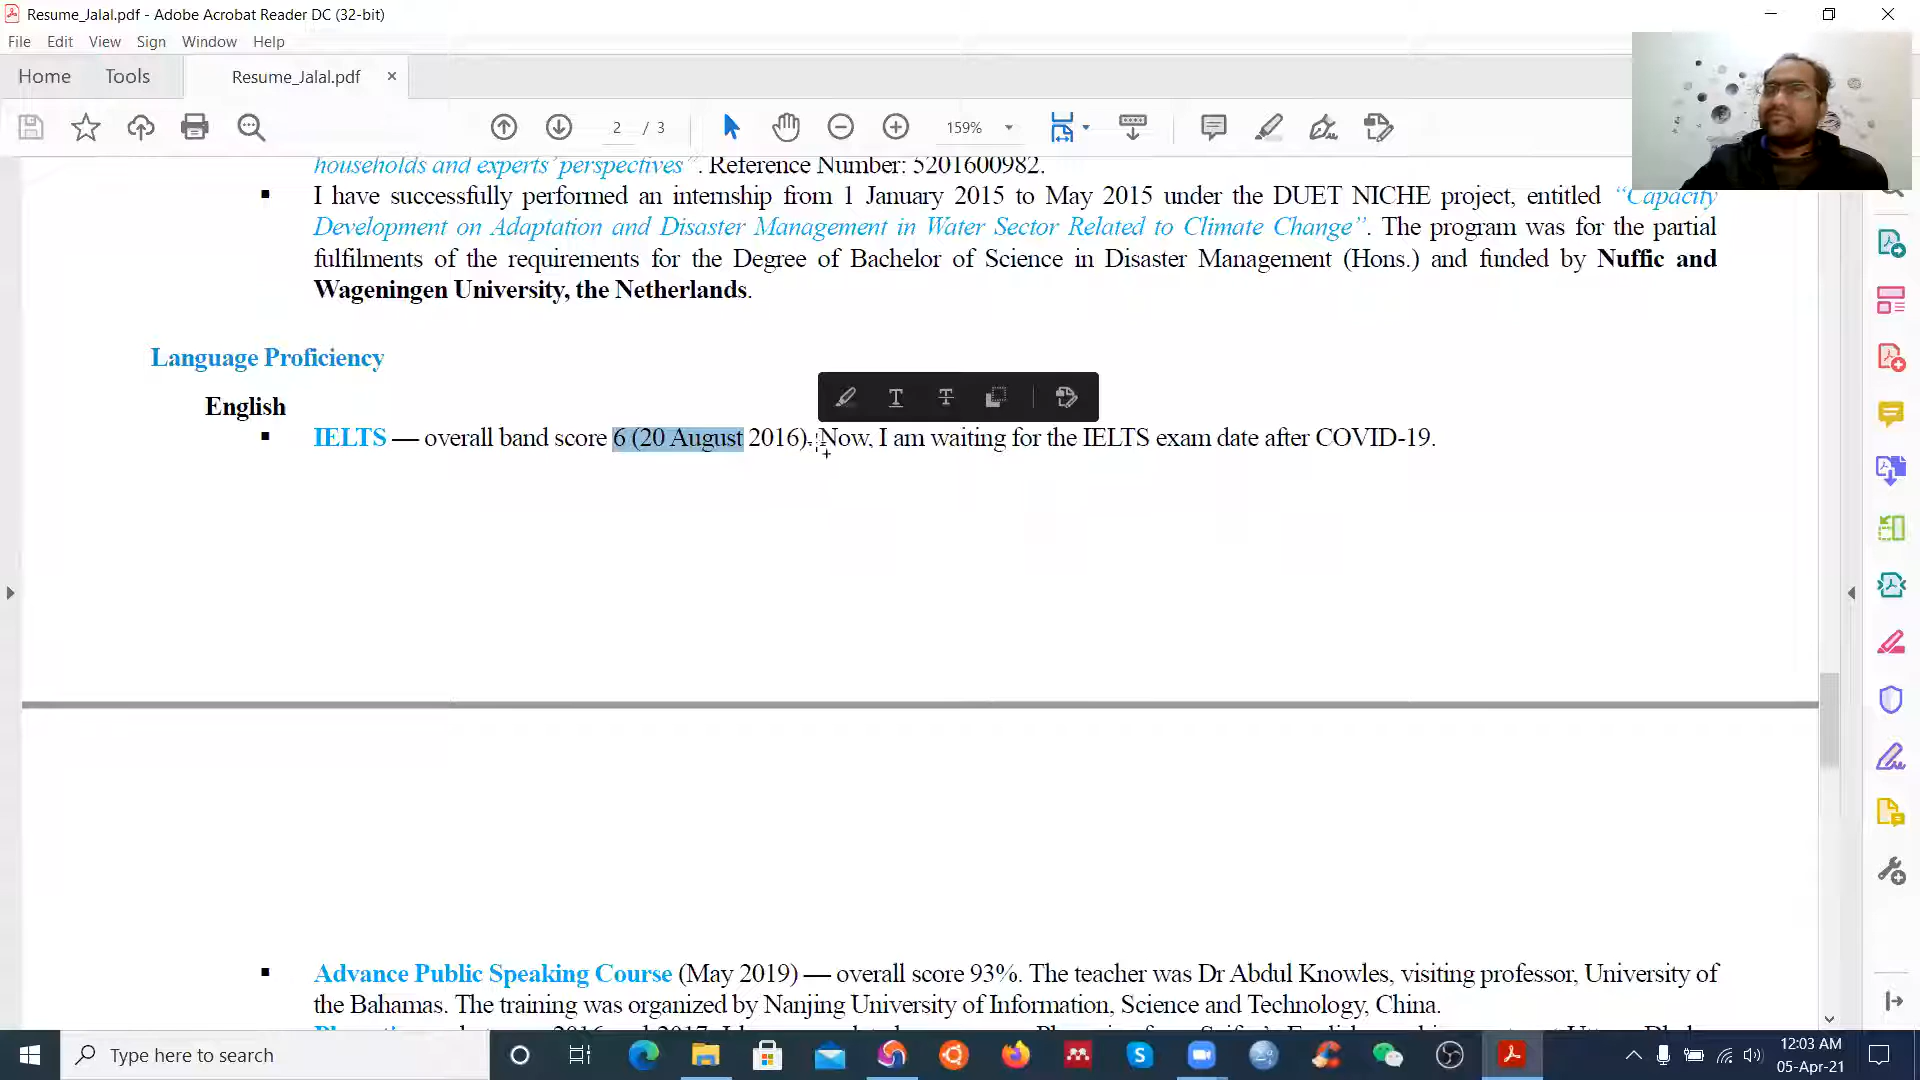 Resume_Jalal.pdf - Adobe Acrobat Reader DC (32-bit)
File Edit View Sign Window Help
Home Tools Resume_Jalal.pdf ×
2 / 3 159%
households and experts' perspectives”. Reference Number: 5201600982.
▪ I have successfully performed an internship from 1 January 2015 to May 2015 under the DUET NICHE project, entitled “Capacity
Development on Adaptation and Disaster Management in Water Sector Related to Climate Change”. The program was for the partial
fulfilments of the requirements for the Degree of Bachelor of Science in Disaster Management (Hons.) and funded by Nuffic and
Wageningen University, the Netherlands.
Language Proficiency
English
▪ IELTS — overall band score 6 (20 August 2016). Now, I am waiting for the IELTS exam date after COVID-19.
▪ Advance Public Speaking Course (May 2019) — overall score 93%. The teacher was Dr Abdul Knowles, visiting professor, University of
the Bahamas. The training was organized by Nanjing University of Information, Science and Technology, China.
Type here to search
12:03 AM
05-Apr-21